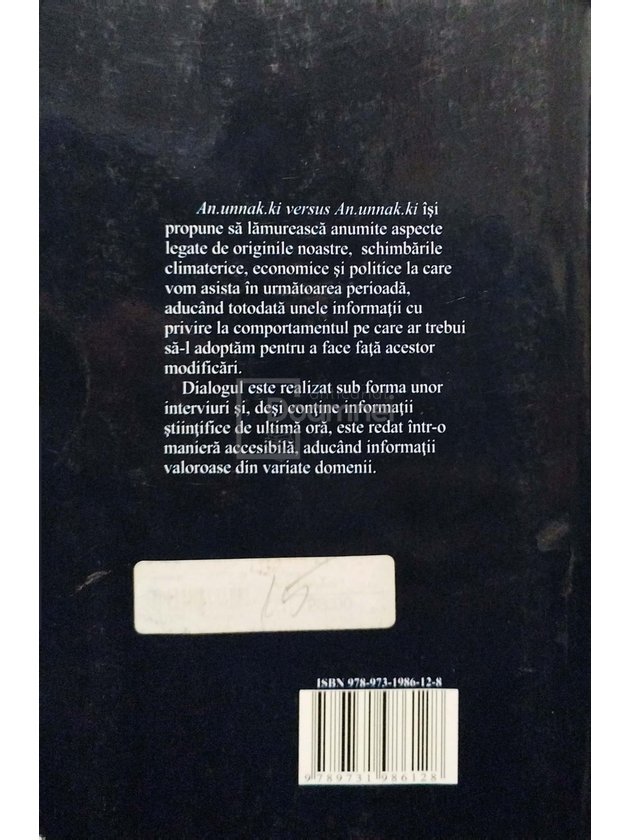 An.unnak.ki versus An.unnak.ki își
propune să lămurească anumite aspecte
legate de originile noastre, schimbările
climaterice, economice și politice la care
vom asista în următoarea perioadă,
aducând totodată unele informații cu
privire la comportamentul pe care ar trebui
să-l adoptăm pentru a face față acestor
modificări.
Dialogul este realizat sub forma unor
interviuri și, deși conține informații
științifice de ultimă oră, este redat într-o
manieră accesibilă, aducând informații
valoroase din variate domenii.
15
ISBN 978-973-1986-12-8
9 789731 986128